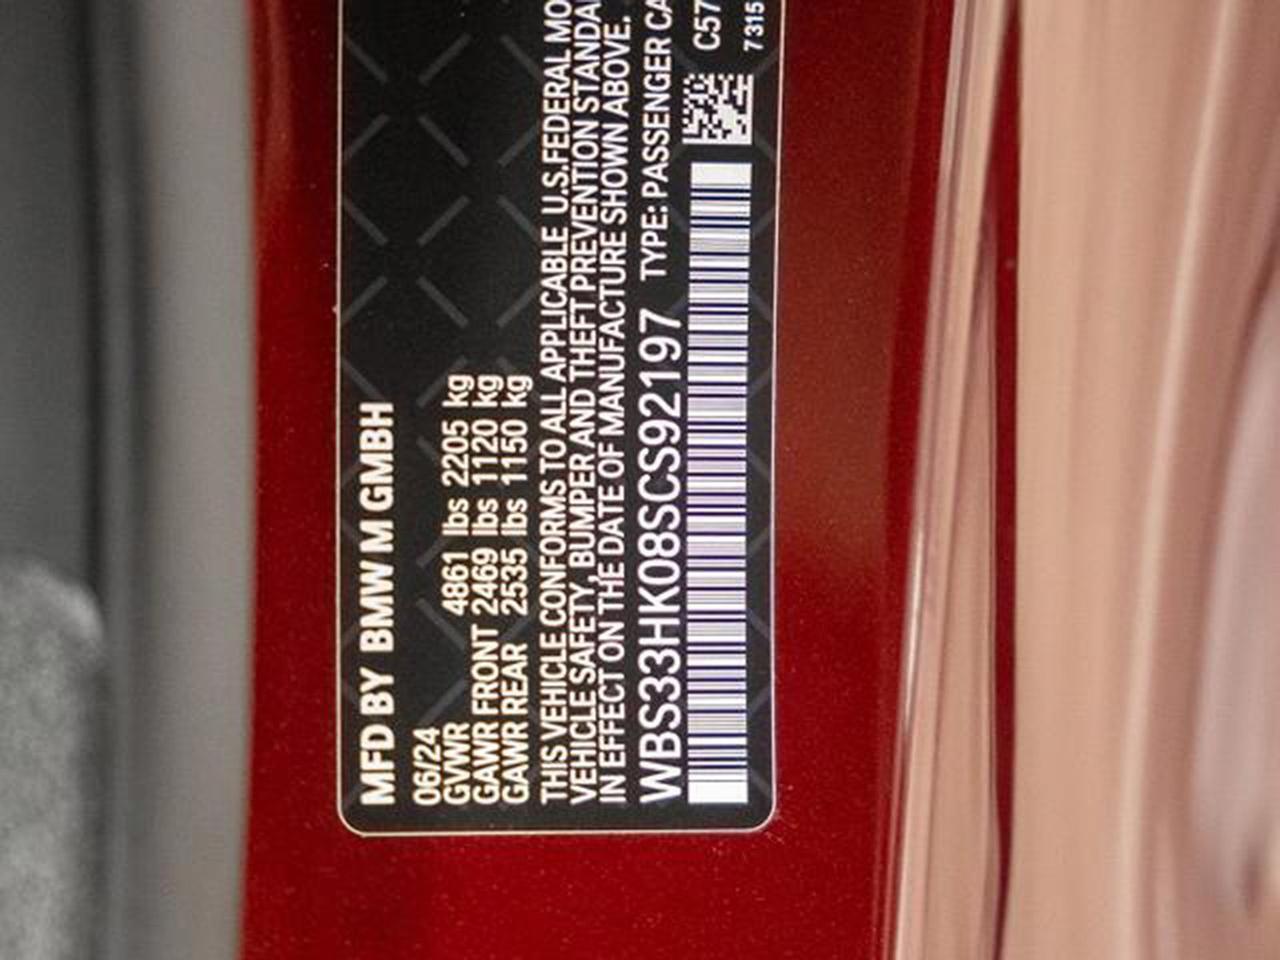 MFD BY BMW M GMBH
06/24
GVWR 4861 lbs 2205 kg
GAWR FRONT 2469 lbs 1120 kg
GAWR REAR 2535 lbs 1150 kg
THIS VEHICLE CONFORMS TO ALL APPLICABLE U.S.FEDERAL MO
VEHICLE SAFETY, BUMPER AND THEFT PREVENTION STANDA
IN EFFECT ON THE DATE OF MANUFACTURE SHOWN ABOVE.
WBS33HK08SCS92197 TYPE: PASSENGER CA
C57
7 315